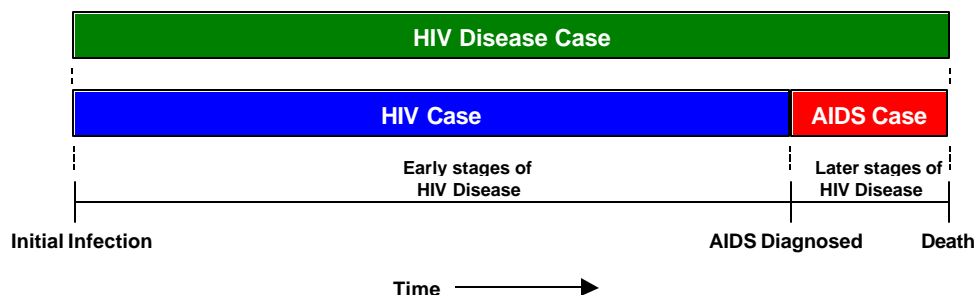 HIV Disease Case
HIV Case
AIDS Case
Early stages of
HIV Disease
Later stages of
HIV Disease
Initial Infection
AIDS Diagnosed
Death
Time